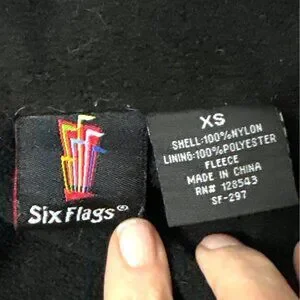 Six Flags®
XS
SHELL:100%NYLON
LINING:100%POLYESTER
FLEECE
MADE IN CHINA
RN# 128543
SF-297